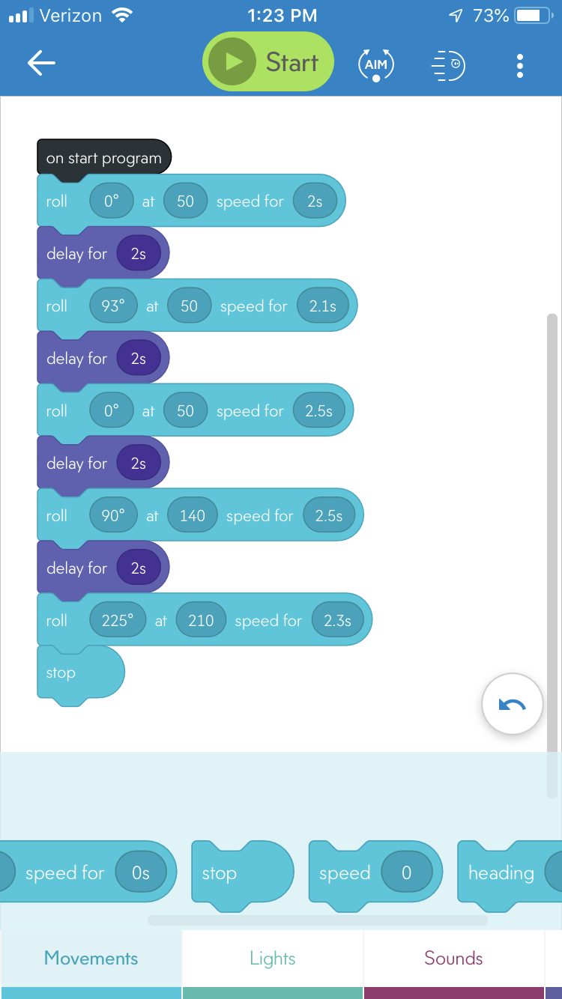 Verizon 1:23 PM 73%
Start AIM
on start program
roll 0° at 50 speed for 2s
delay for 2s
roll 93° at 50 speed for 2.1s
delay for 2s
roll 0° at 50 speed for 2.5s
delay for 2s
roll 90° at 140 speed for 2.5s
delay for 2s
roll 225° at 210 speed for 2.3s
stop
speed for 0s stop speed 0 heading
Movements Lights Sounds